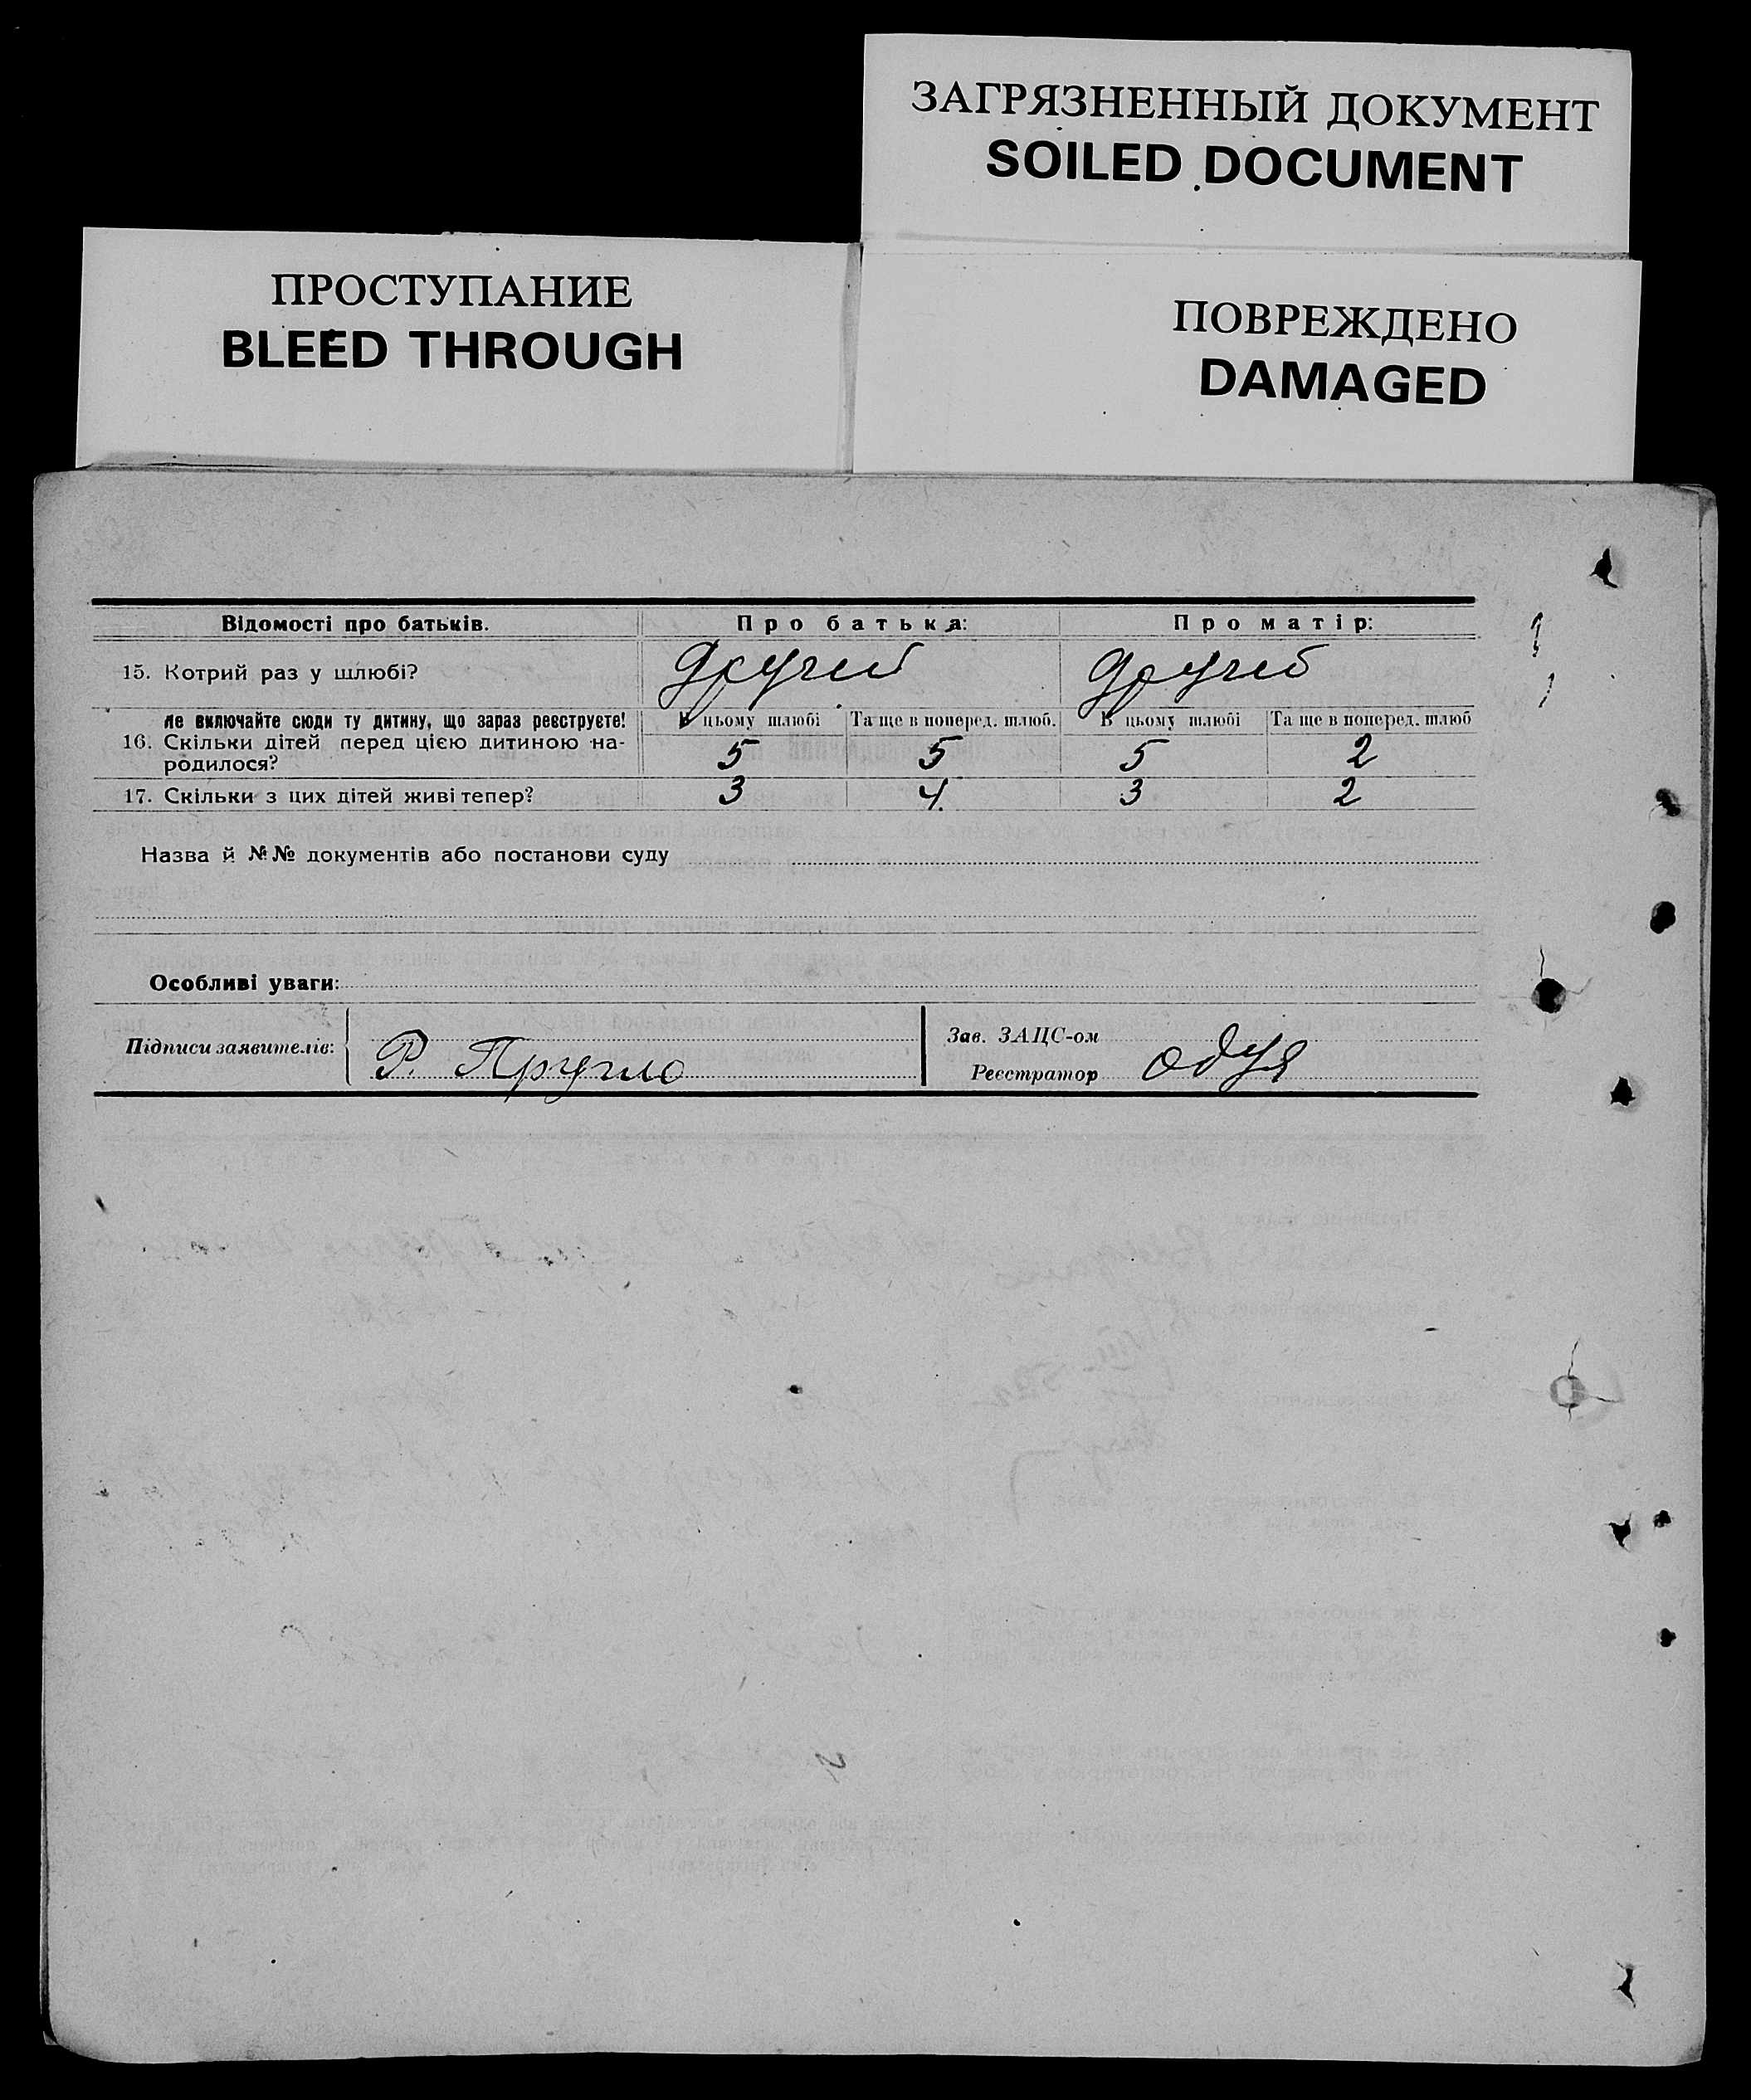 ЗАГРЯЗНЕННЫЙ ДОКУМЕНТ
SOILED DOCUMENT
ПРОСТУПАНИЕ
BLEED THROUGH
ПОВРЕЖДЕНО
DAMAGED
Відомості про батьків. Про батька: Про матір:
15. Котрий раз у шлюбі? другий другий
Не включайте сюди ту дитину, що зараз реєструєте! В цьому шлюбі Та ще в поперед. шлюб. В цьому шлюбі Та ще в поперед. шлюб
16. Скільки дітей перед цією дитиною на-
родилося? 5 5 5 2
17. Скільки з цих дітей живі тепер? 3 4 3 2
Назва й №№ документів або постанови суду
Особливі уваги:
Підписи заявителів: Р. Пругло
Зав. ЗАЦС-ом
Реєстратор